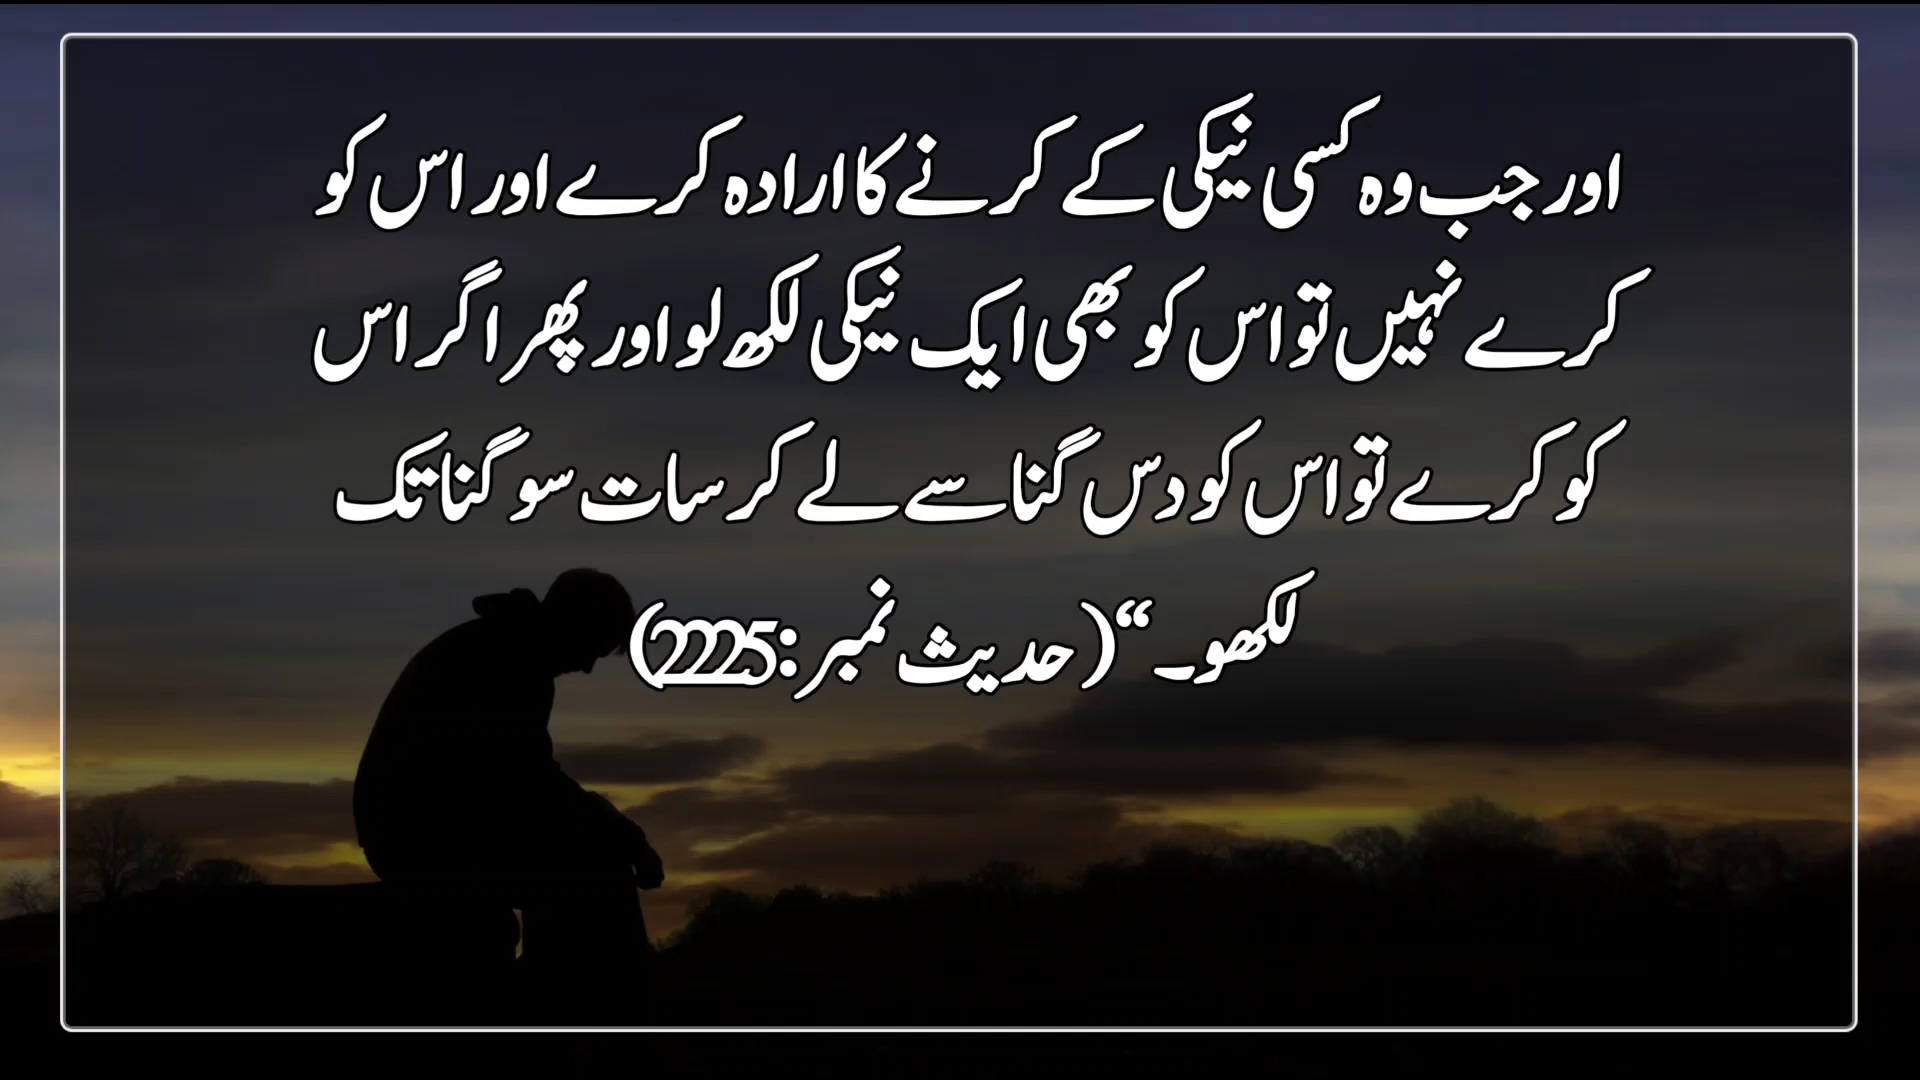 اور جب وہ کسی نیکی کے کرنے کا ارادہ کرے اور اس کو
کرے نہیں تو اس کو بھی ایک نیکی لکھ لو اور پھر اگر اس
کو کرے تو اس کو دس گنا سے لے کر سات سو گنا تک
لکھو۔“ (حدیث نمبر:2225)